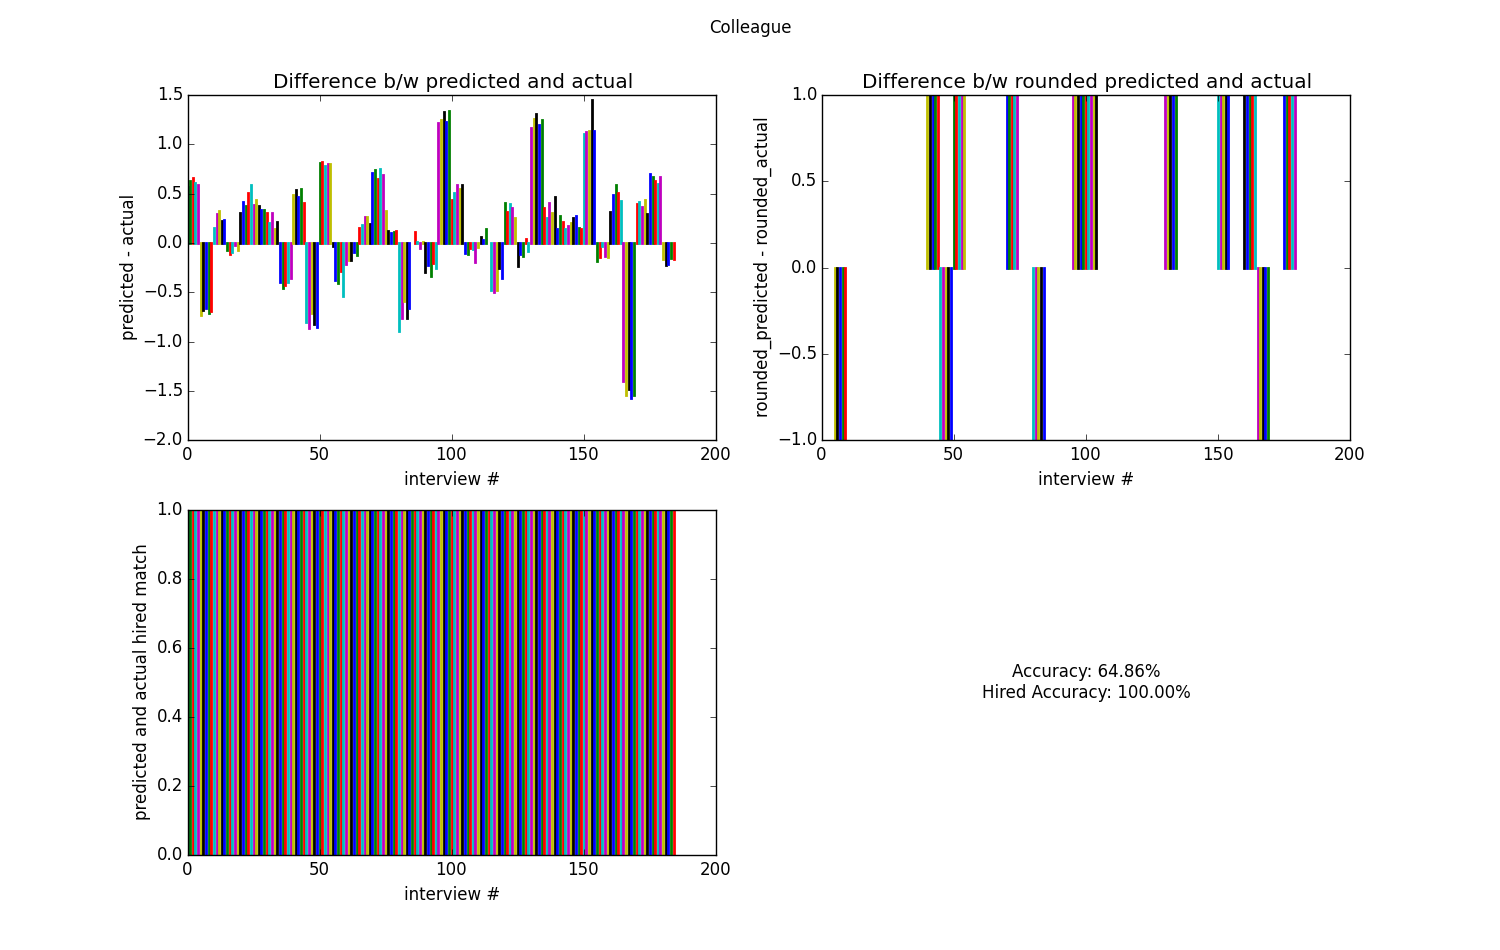 Colleague
Difference b/w predicted and actual
1.5
1.0
0.5
0.0
−0.5
−1.0
−1.5
−2.0
predicted - actual
0 50 100 150 200
interview #
Difference b/w rounded predicted and actual
1.0
0.5
0.0
−0.5
−1.0
rounded_predicted - rounded_actual
0 50 100 150 200
interview #
1.0
0.8
0.6
0.4
0.2
0.0
predicted and actual hired match
0 50 100 150 200
interview #
Accuracy: 64.86%
Hired Accuracy: 100.00%